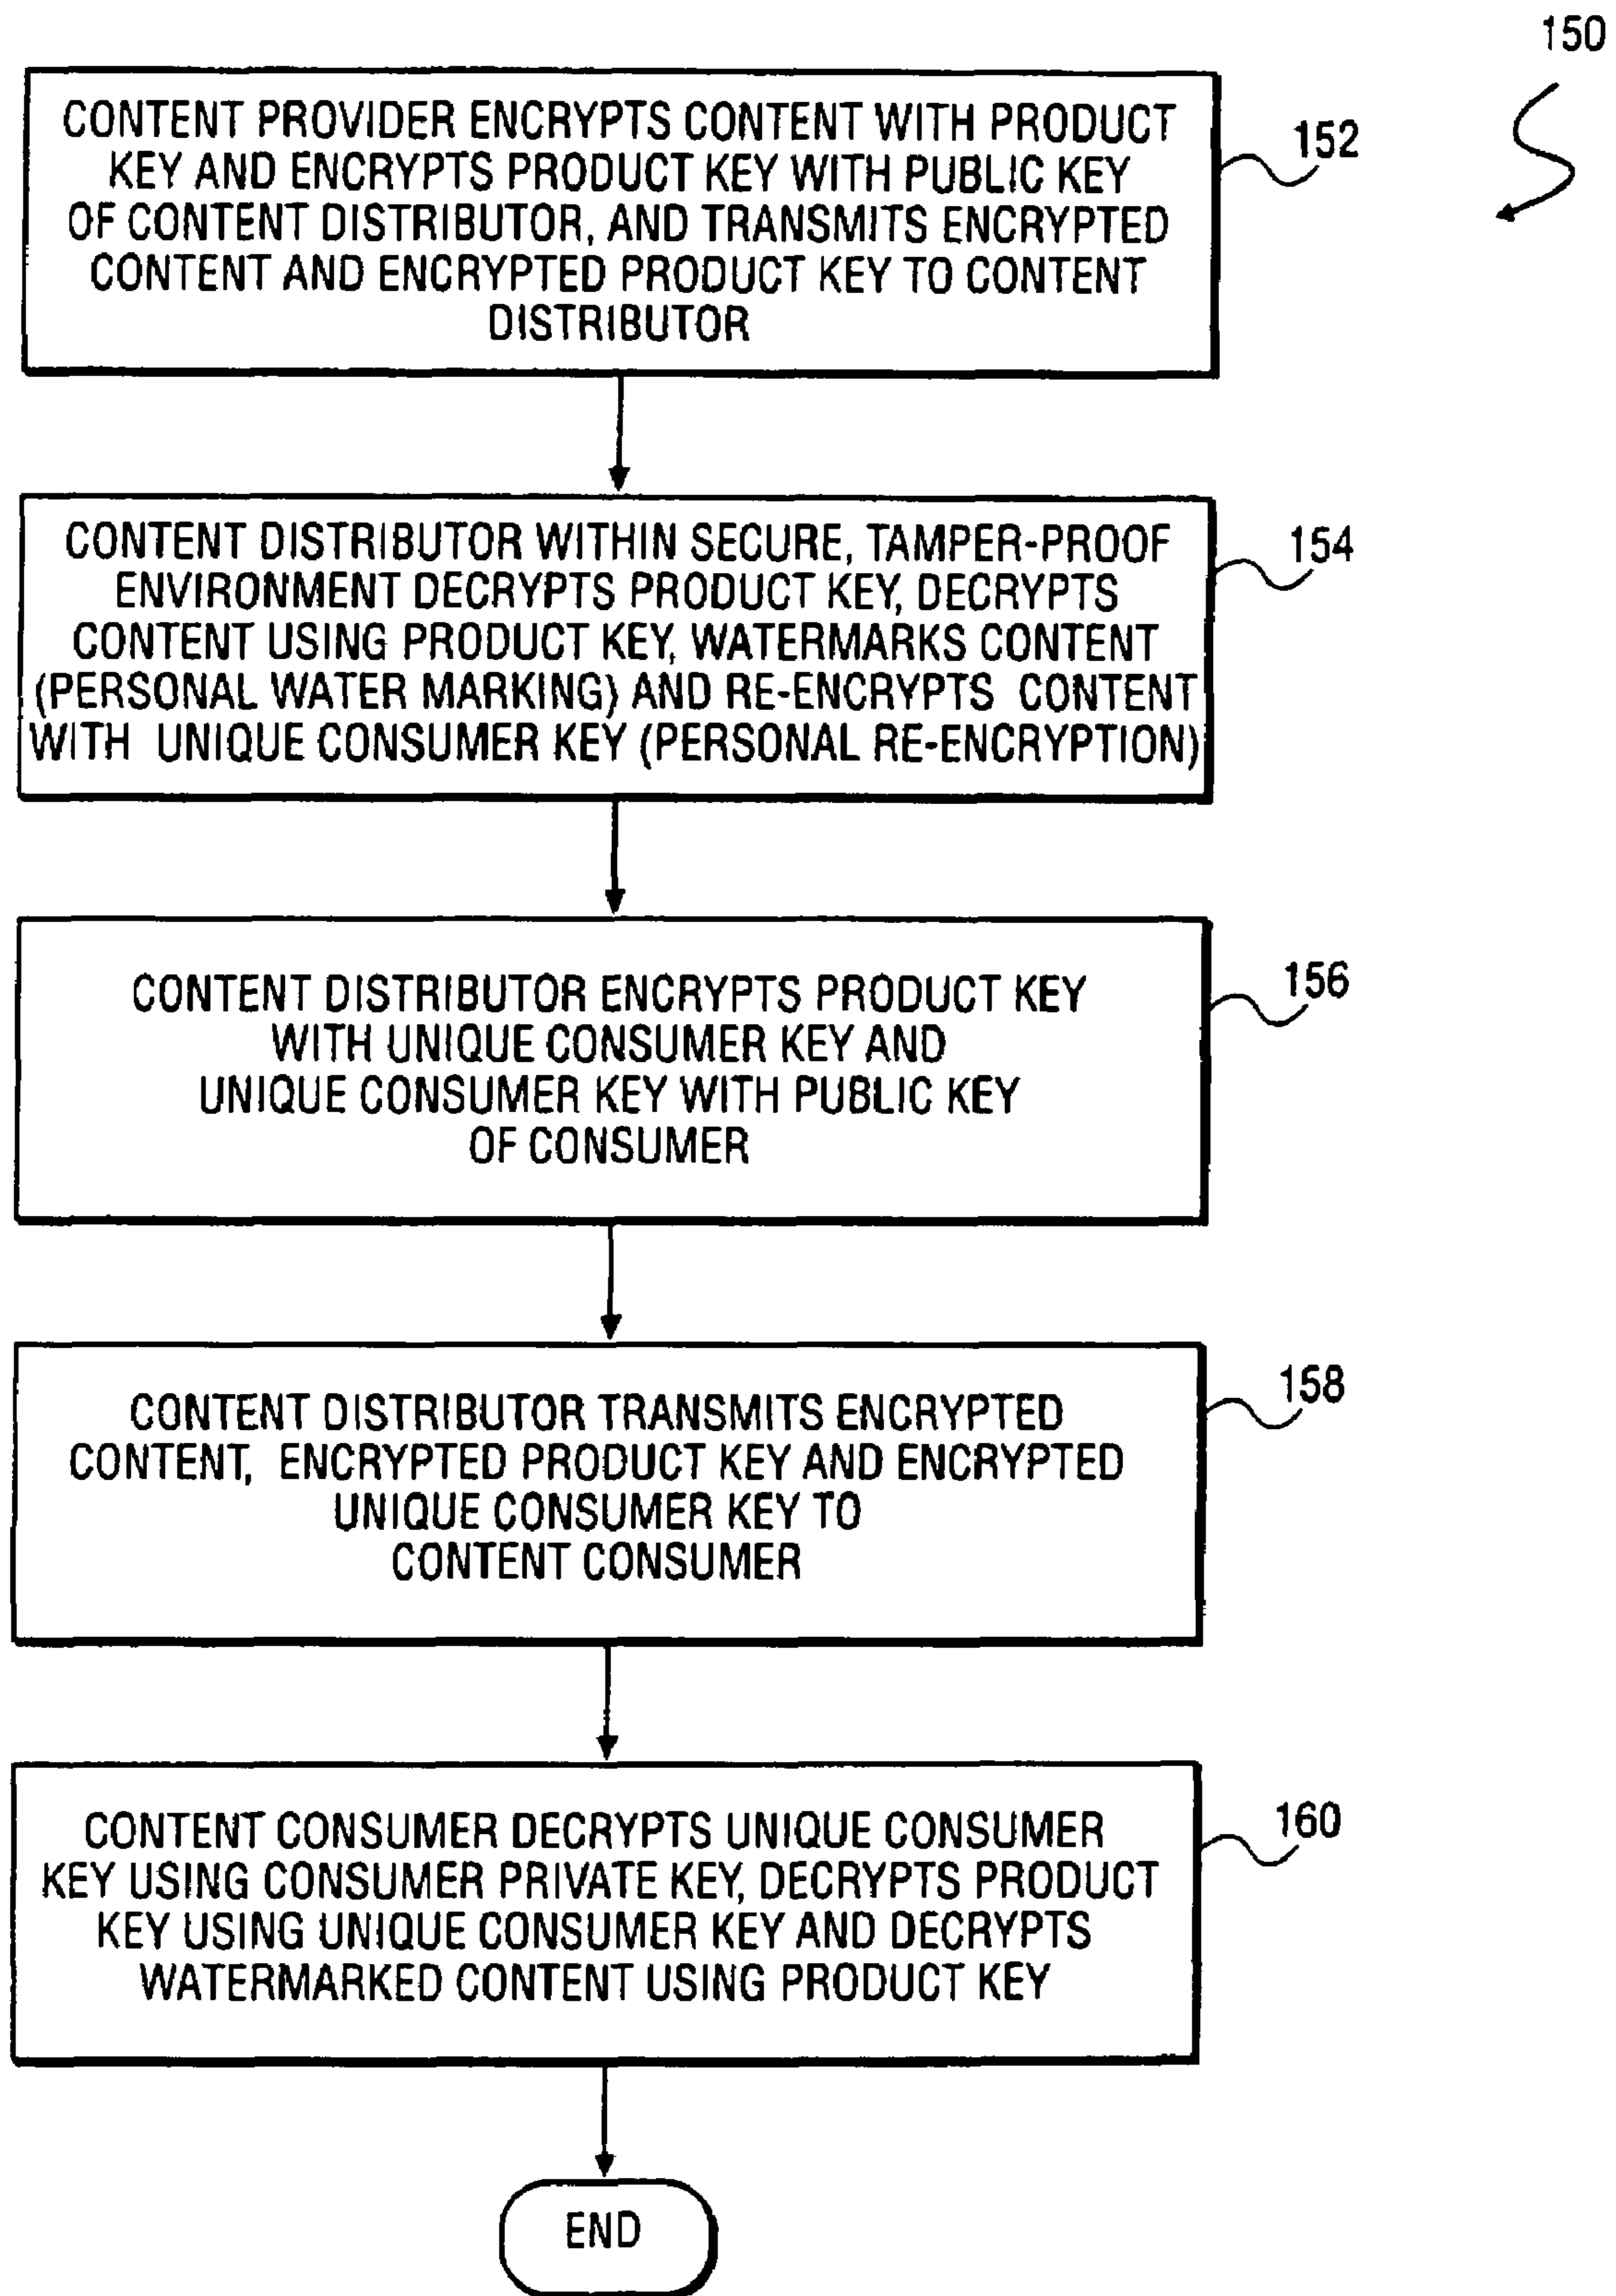 150
CONTENT PROVIDER ENCRYPTS CONTENT WITH PRODUCT
KEY AND ENCRYPTS PRODUCT KEY WITH PUBLIC KEY
OF CONTENT DISTRIBUTOR, AND TRANSMITS ENCRYPTED
CONTENT AND ENCRYPTED PRODUCT KEY TO CONTENT
DISTRIBUTOR
152
CONTENT DISTRIBUTOR WITHIN SECURE, TAMPER-PROOF
ENVIRONMENT DECRYPTS PRODUCT KEY, DECRYPTS
CONTENT USING PRODUCT KEY, WATERMARKS CONTENT
(PERSONAL WATER MARKING) AND RE-ENCRYPTS CONTENT
WITH UNIQUE CONSUMER KEY (PERSONAL RE-ENCRYPTION)
154
CONTENT DISTRIBUTOR ENCRYPTS PRODUCT KEY
WITH UNIQUE CONSUMER KEY AND
UNIQUE CONSUMER KEY WITH PUBLIC KEY
OF CONSUMER
156
CONTENT DISTRIBUTOR TRANSMITS ENCRYPTED
CONTENT, ENCRYPTED PRODUCT KEY AND ENCRYPTED
UNIQUE CONSUMER KEY TO
CONTENT CONSUMER
158
CONTENT CONSUMER DECRYPTS UNIQUE CONSUMER
KEY USING CONSUMER PRIVATE KEY, DECRYPTS PRODUCT
KEY USING UNIQUE CONSUMER KEY AND DECRYPTS
WATERMARKED CONTENT USING PRODUCT KEY
160
END